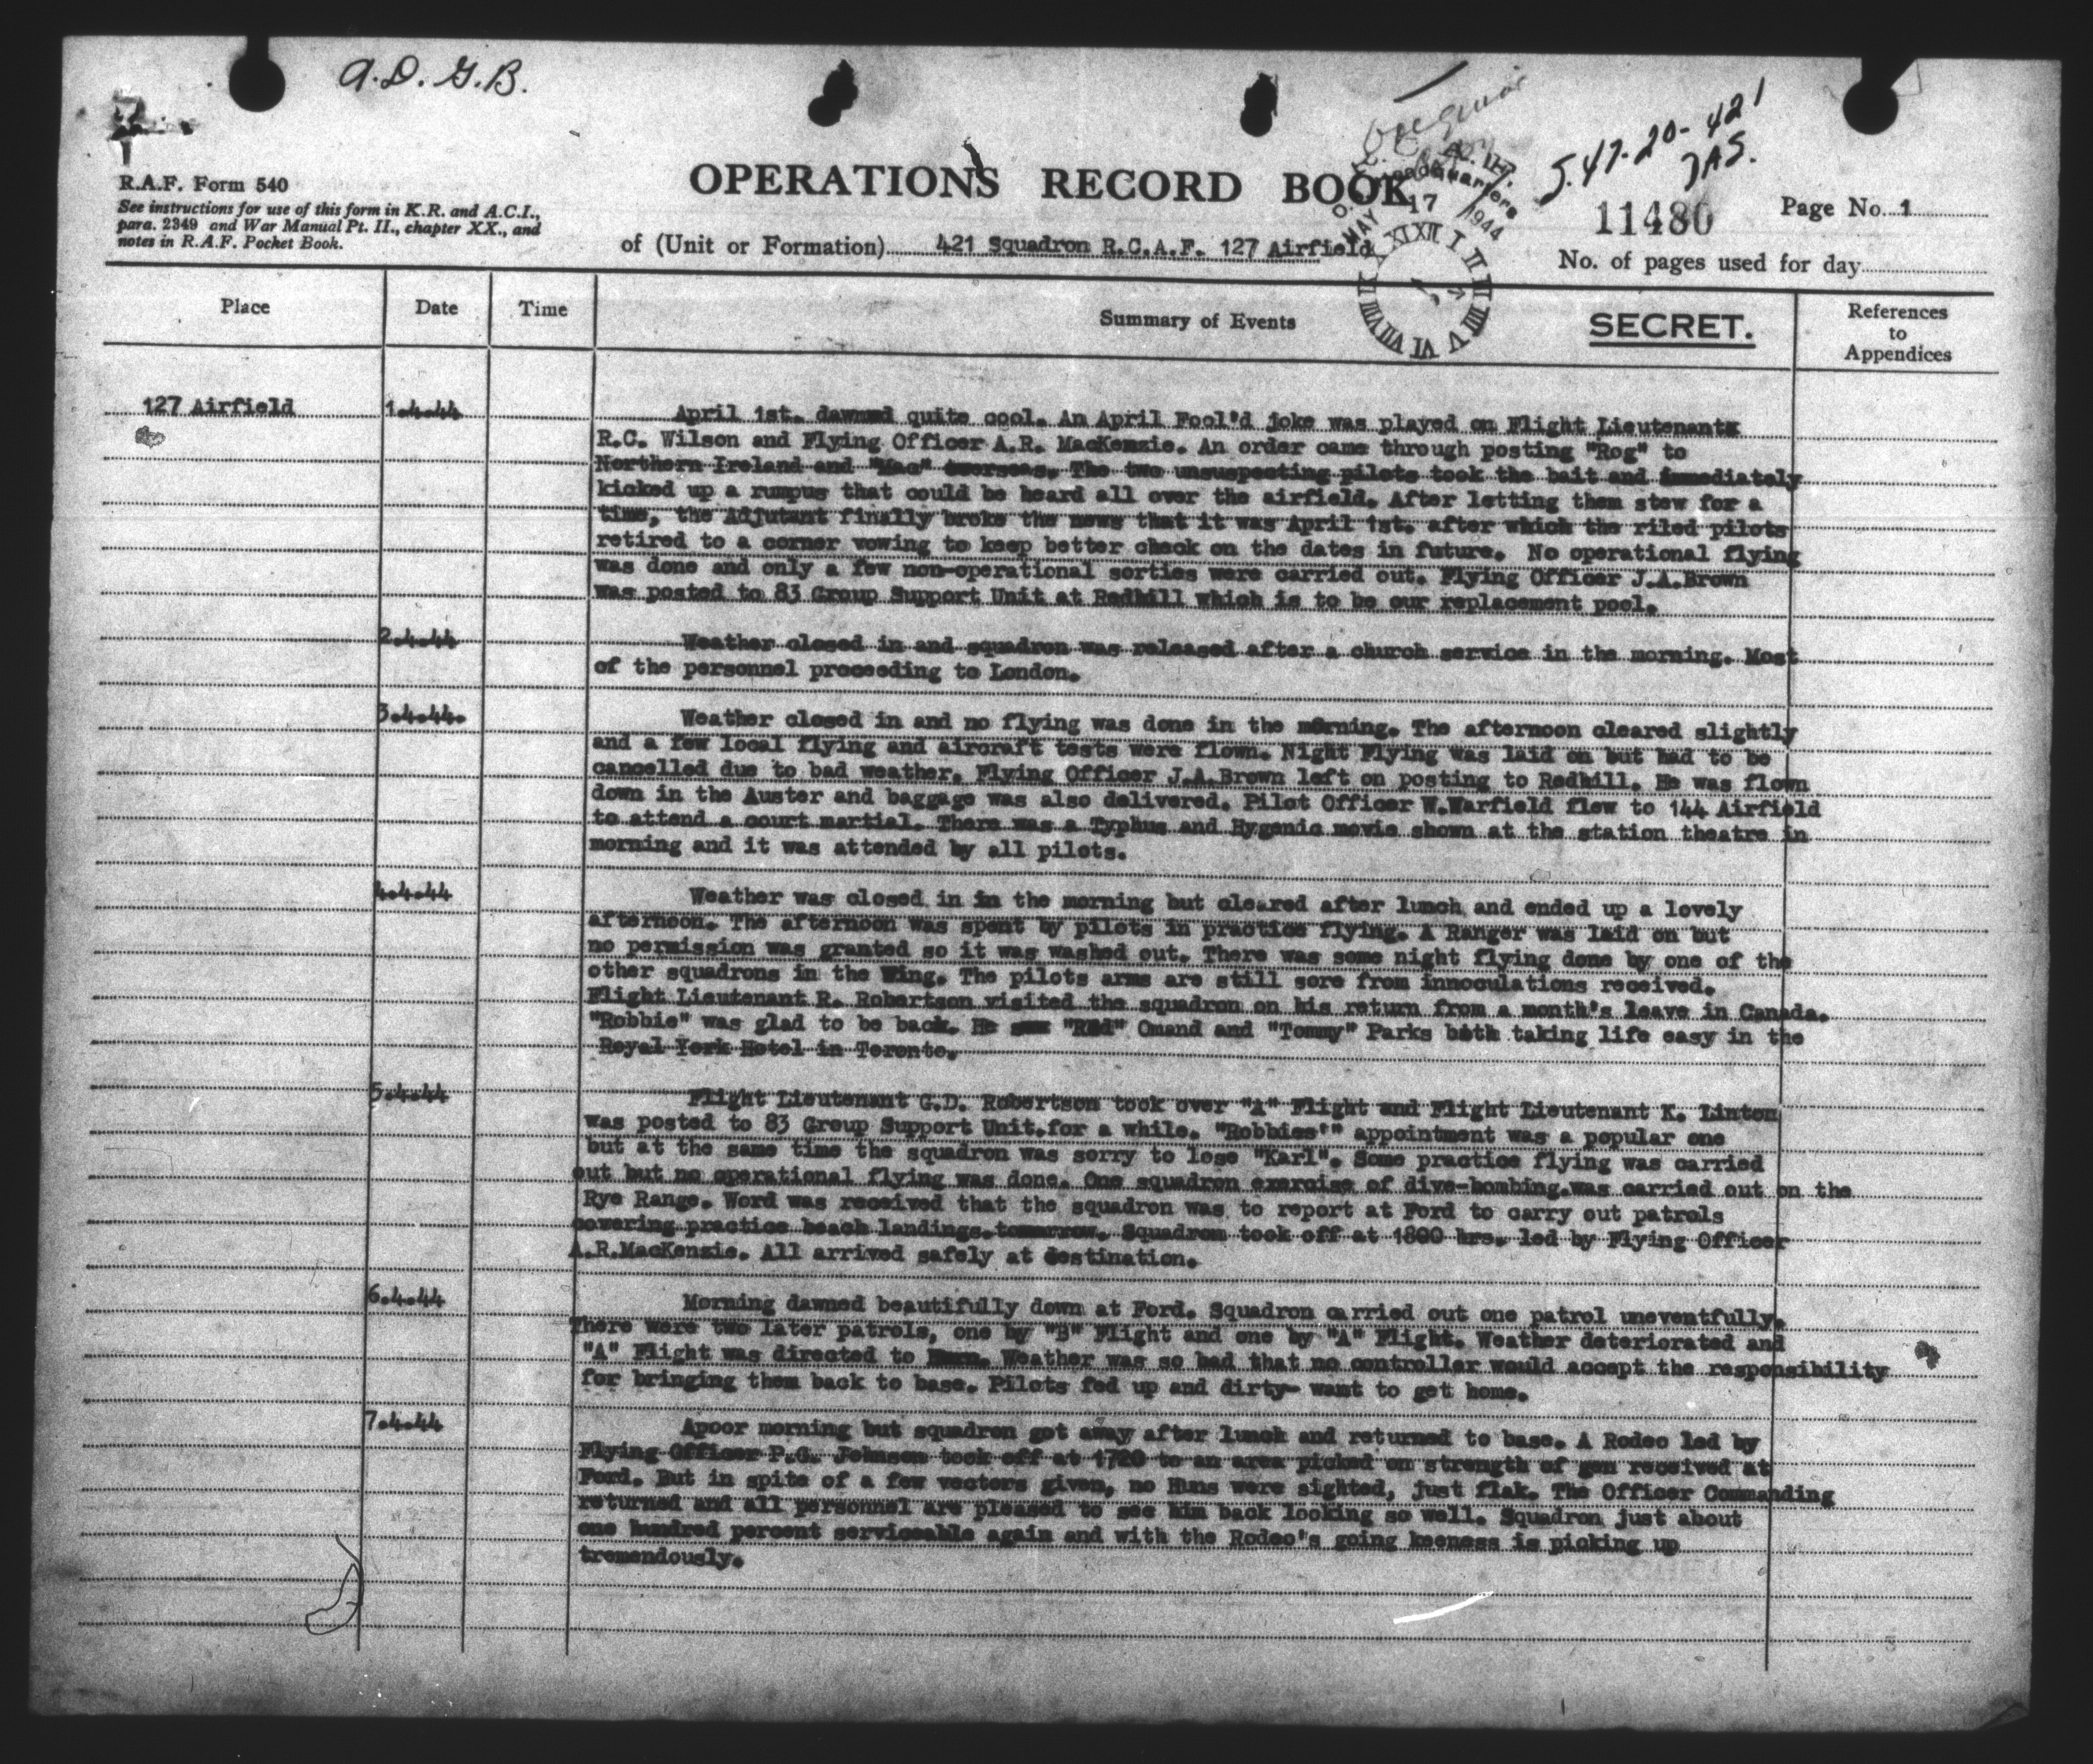 A.D.G.B.
R.A.F. Form 540
See instructions for use of this form in K.R. and A.C.I.,
para. 2349 and War Manual Pt. II., chapter XX., and
notes in R.A.F. Pocket Book.
OPERATIONS RECORD BOOK
of (Unit or Formation) 421 Squadron R.C.A.F. 127 Airfield
Headquarters
MAY 17 1944
XI XII I II III IIII V VI VII VIII IX X
S.47-20-421
JAS.
11480
Page No. 1
No. of pages used for day
Place
Date
Time
Summary of Events
SECRET.
References
to
Appendices
127 Airfield
1.4.44
April 1st. dawned quite cool. An April Fool'd joke was played on Flight Lieutenantx
R.C. Wilson and Flying Officer A.R. MacKenzie. An order came through posting "Rog" to
Northern Ireland and "Mac" overseas. The two unsuspecting pilots took the bait and immediately
kicked up a rumpus that could be heard all over the airfield. After letting them stew for a
time, the Adjutant finally broke the news that it was April 1st. after which the riled pilots
retired to a corner vowing to keep better check on the dates in future. No operational flying
was done and only a few non-operational sorties were carried out. Flying Officer J.A.Brown
was posted to 83 Group Support Unit at Redhill which is to be our replacement pool.
2.4.44
Weather closed in and squadron was released after a church service in the morning. Most
of the personnel proceeding to London.
3.4.44.
Weather closed in and no flying was done in the morning. The afternoon cleared slightly
and a few local flying and aircraft tests were flown. Night Flying was laid on but had to be
cancelled due to bad weather. Flying Officer J.A.Brown left on posting to Redhill. He was flown
down in the Auster and baggage was also delivered. Pilot Officer W.Warfield flew to 144 Airfield
to attend a court martial. There was a Typhus and Hygenic movie shown at the station theatre in
morning and it was attended by all pilots.
4.4.44
Weather was closed in in the morning but cleared after lunch and ended up a lovely
afternoon. The afternoon was spent by pilots in practice flying. A Ranger was laid on but
no permission was granted so it was washed out. There was some night flying done by one of the
other squadrons in the Wing. The pilots arms are still sore from innoculations received.
Flight Lieutenant R. Robertson visited the squadron on his return from a month's leave in Canada.
"Robbie" was glad to be back. He saw "Red" Omand and "Tommy" Parks both taking life easy in the
Royal York Hotel in Toronto.
5.4.44
Flight Lieutenant G.D. Robertson took over "A" Flight and Flight Lieutenant K. Linton
was posted to 83 Group Support Unit.for a while. "Robbies'" appointment was a popular one
but at the same time the squadron was sorry to lose "Karl". Some practice flying was carried
out but no operational flying was done. One squadron exercise of dive-bombing.was carried out on the
Rye Range. Word was received that the squadron was to report at Ford to carry out patrols
covering practice beach landings.tomorrow. Squadron took off at 1800 hrs. led by Flying Officer
A.R.MacKenzie. All arrived safely at destination.
6.4.44
Morning dawned beautifully down at Ford. Squadron carried out one patrol uneventfully.
There were two later patrols, one by "B" Flight and one by "A" Flight. Weather deteriorated and
"A" Flight was directed to Weather was so bad that no controller would accept the responsibility
for bringing them back to base. Pilots fed up and dirty- want to get home.
7.4.44
Apoor morning but squadron got away after lunch and returned to base. A Rodeo led by
Flying Officer P.G. Johnson took off at 1720 to an area picked on strength of gen received at
Ford. But in spite of a few vectors given, no Huns were sighted, just flak. The Officer Commanding
returned and all personnel are pleased to see him back looking so well. Squadron just about
one hundred percent serviceable again and with the Rodeo's going keeness is picking up
tremendously.